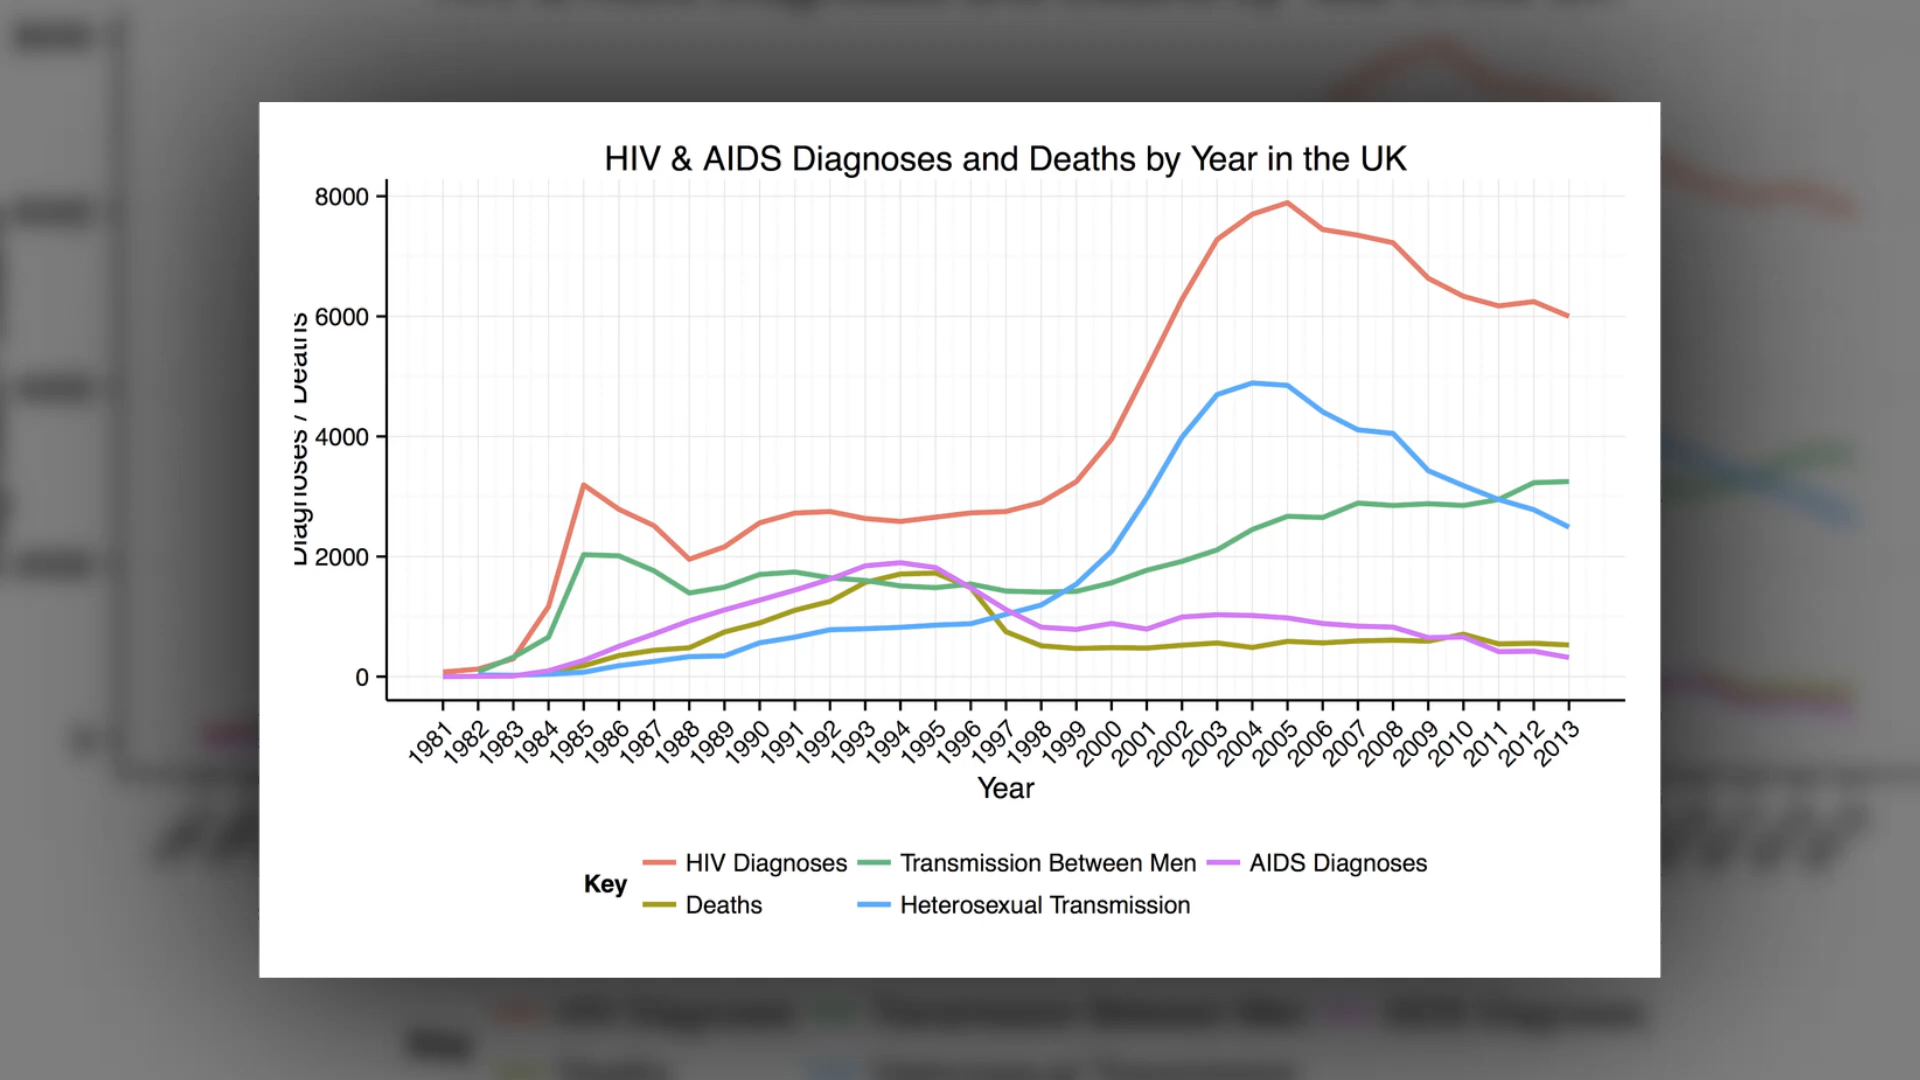 HIV & AIDS Diagnoses and Deaths by Year in the UK
8000
6000
4000
2000
0
Diagnoses / Deaths
1981 1982 1983 1984 1985 1986 1987 1988 1989 1990 1991 1992 1993 1994 1995 1996 1997 1998 1999 2000 2001 2002 2003 2004 2005 2006 2007 2008 2009 2010 2011 2012 2013
Year
Key
HIV Diagnoses Transmission Between Men AIDS Diagnoses
Deaths Heterosexual Transmission